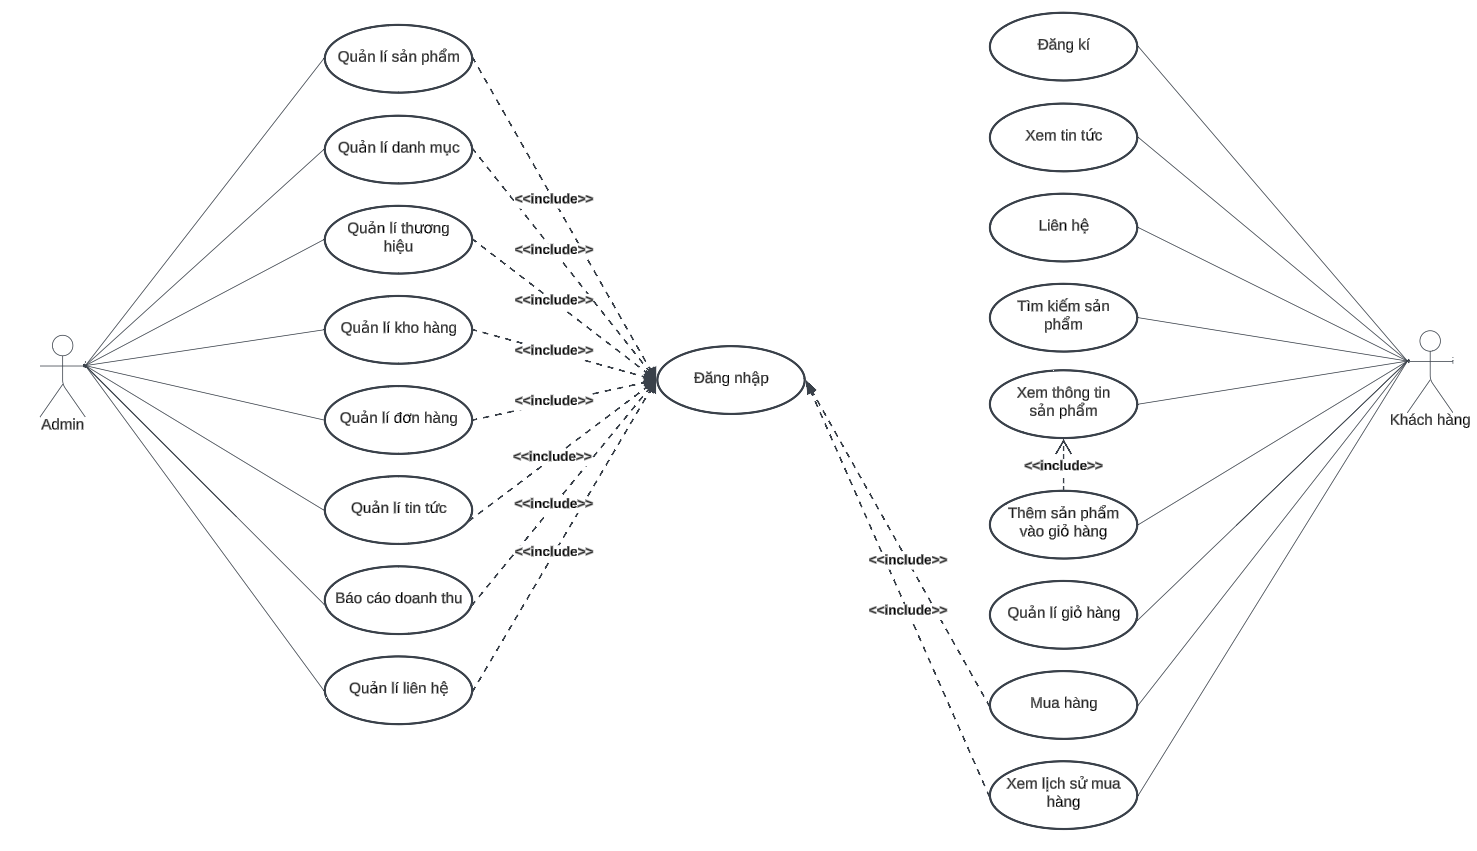 Quản lí sản phẩm
Quản lí danh mục
Quản lí thương
hiệu
Quản lí kho hàng
Quản lí đơn hàng
Quản lí tin tức
Báo cáo doanh thu
Quản lí liên hệ
Admin
<<include>>
<<include>>
<<include>>
<<include>>
<<include>>
<<include>>
<<include>>
<<include>>
Đăng nhập
<<include>>
<<include>>
Đăng kí
Xem tin tức
Liên hệ
Tìm kiếm sản
phẩm
Xem thông tin
sản phẩm
<<include>>
Thêm sản phẩm
vào giỏ hàng
Quản lí giỏ hàng
Mua hàng
Xem lịch sử mua
hàng
Khách hàng